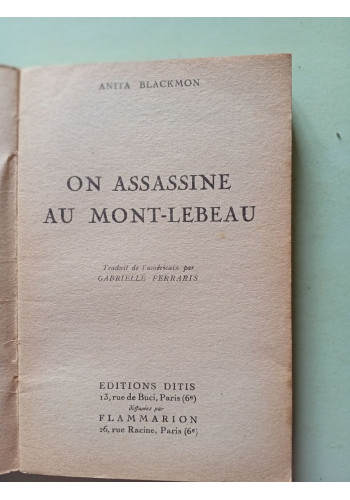 ANITA BLACKMON
ON ASSASSINE
AU MONT-LEBEAU
Traduit de l'américain par
GABRIELLE FERRARIS
EDITIONS DITIS
13, rue de Buci, Paris (6e)
diffusées par
FLAMMARION
26, rue Racine, Paris (6e)